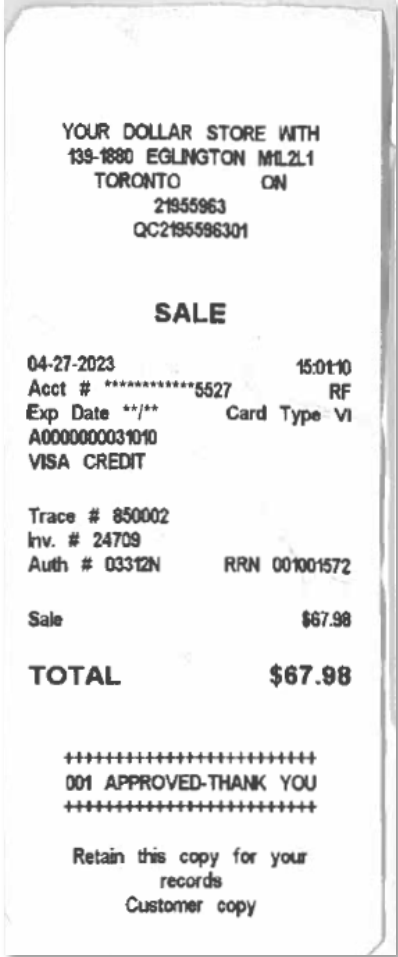 YOUR DOLLAR STORE WITH
139-1880 EGLINGTON M1L2L1
TORONTO ON
21955963
QC2195596301
SALE
04-27-2023 15:01:10
Acct # ************5527 RF
Exp Date **/** Card Type VI
A0000000031010
VISA CREDIT
Trace # 850002
Inv. # 24709
Auth # 03312N RRN 001001572
Sale $67.98
TOTAL $67.98
++++++++++++++++++++++++
001 APPROVED-THANK YOU
++++++++++++++++++++++++
Retain this copy for your
records
Customer copy